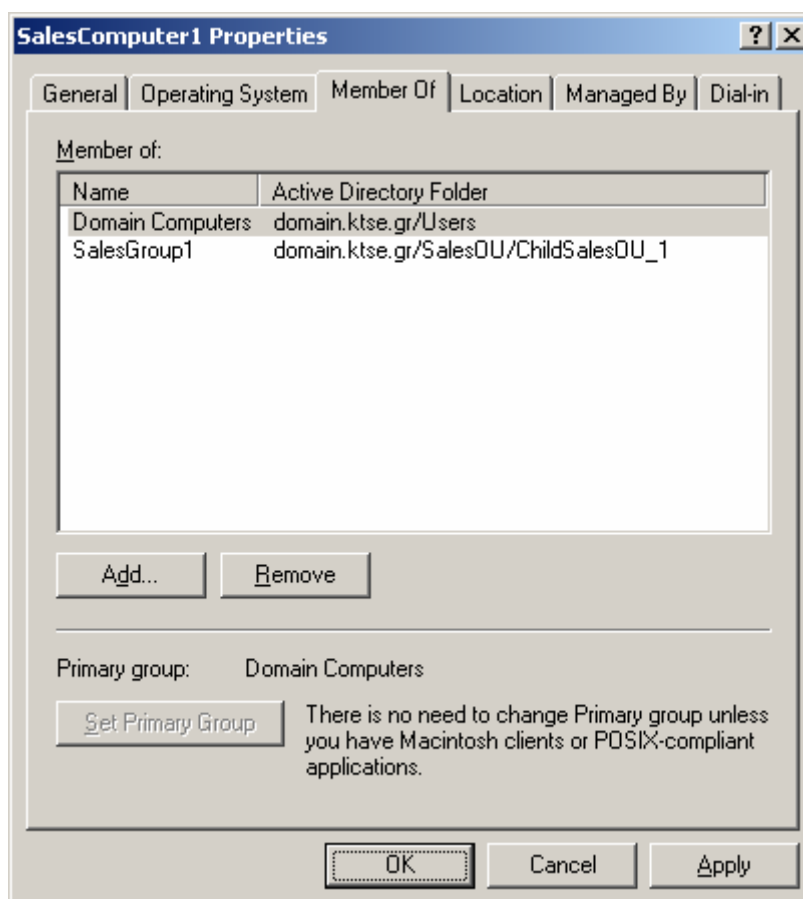 SalesComputer1 Properties
General Operating System Member Of Location Managed By Dial-in
Member of:
Name Active Directory Folder
Domain Computers domain.ktse.gr/Users
SalesGroup1 domain.ktse.gr/SalesOU/ChildSalesOU_1
Add... Remove
Primary group: Domain Computers
Set Primary Group
There is no need to change Primary group unless
you have Macintosh clients or POSIX-compliant
applications.
OK Cancel Apply